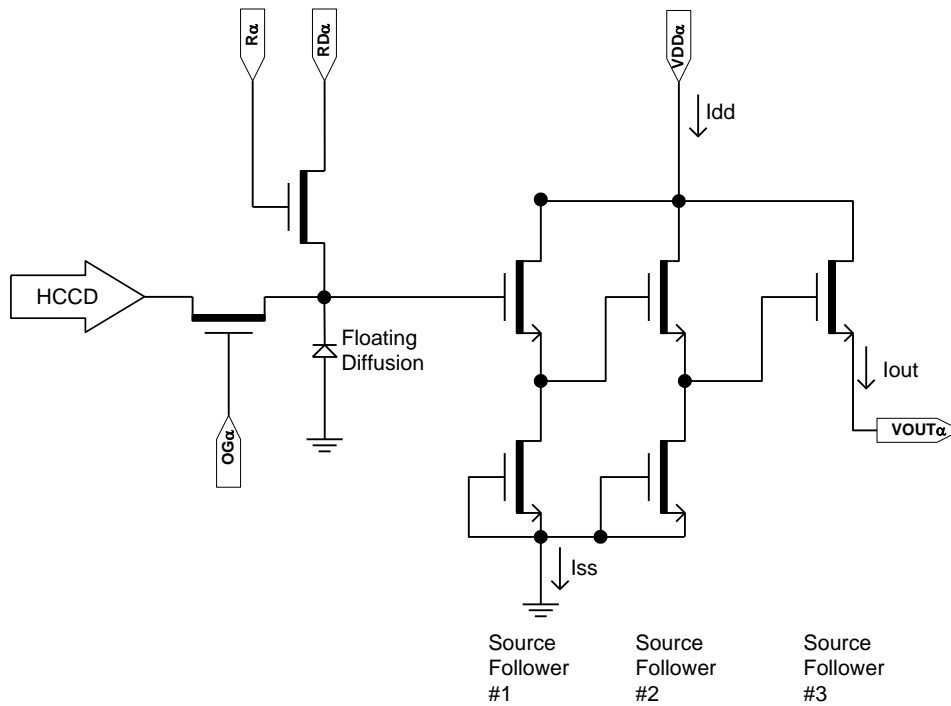 Rα
RDα
VDDα
Idd
HCCD
Floating
Diffusion
Iout
VOUTα
OGα
Iss
Source
Follower
#1
Source
Follower
#2
Source
Follower
#3